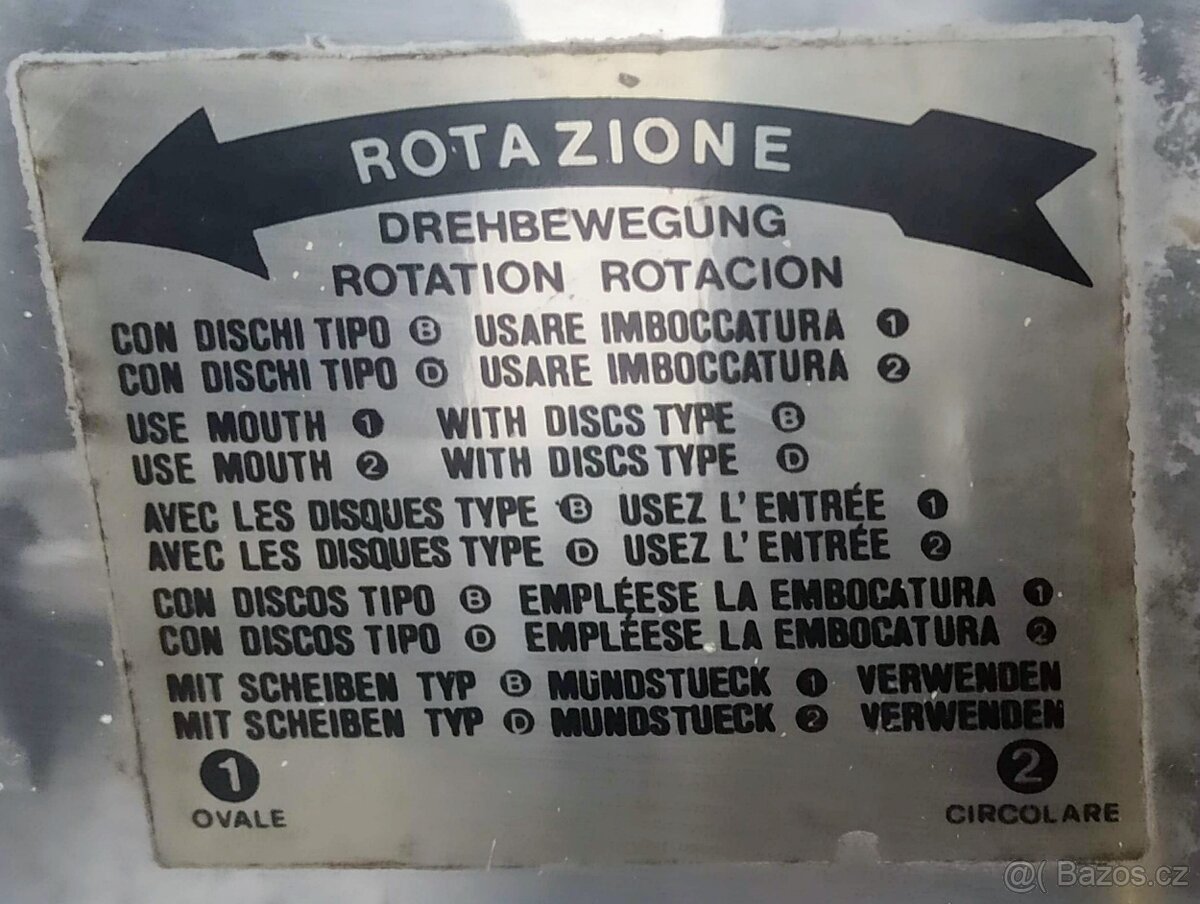 ROTAZIONE
DREHBEWEGUNG
ROTATION ROTACION
CON DISCHI TIPO B USARE IMBOCCATURA 1
CON DISCHI TIPO D USARE IMBOCCATURA 2
USE MOUTH 1 WITH DISCS TYPE B
USE MOUTH 2 WITH DISCS TYPE D
AVEC LES DISQUES TYPE B USEZ L'ENTRÉE 1
AVEC LES DISQUES TYPE D USEZ L'ENTRÉE 2
CON DISCOS TIPO B EMPLÉESE LA EMBOCATURA 1
CON DISCOS TIPO D EMPLÉESE LA EMBOCATURA 2
MIT SCHEIBEN TYP B MUNDSTUECK 1 VERWENDEN
MIT SCHEIBEN TYP D MUNDSTUECK 2 VERWENDEN
1 2
OVALE CIRCOLARE
@( Bazos.cz